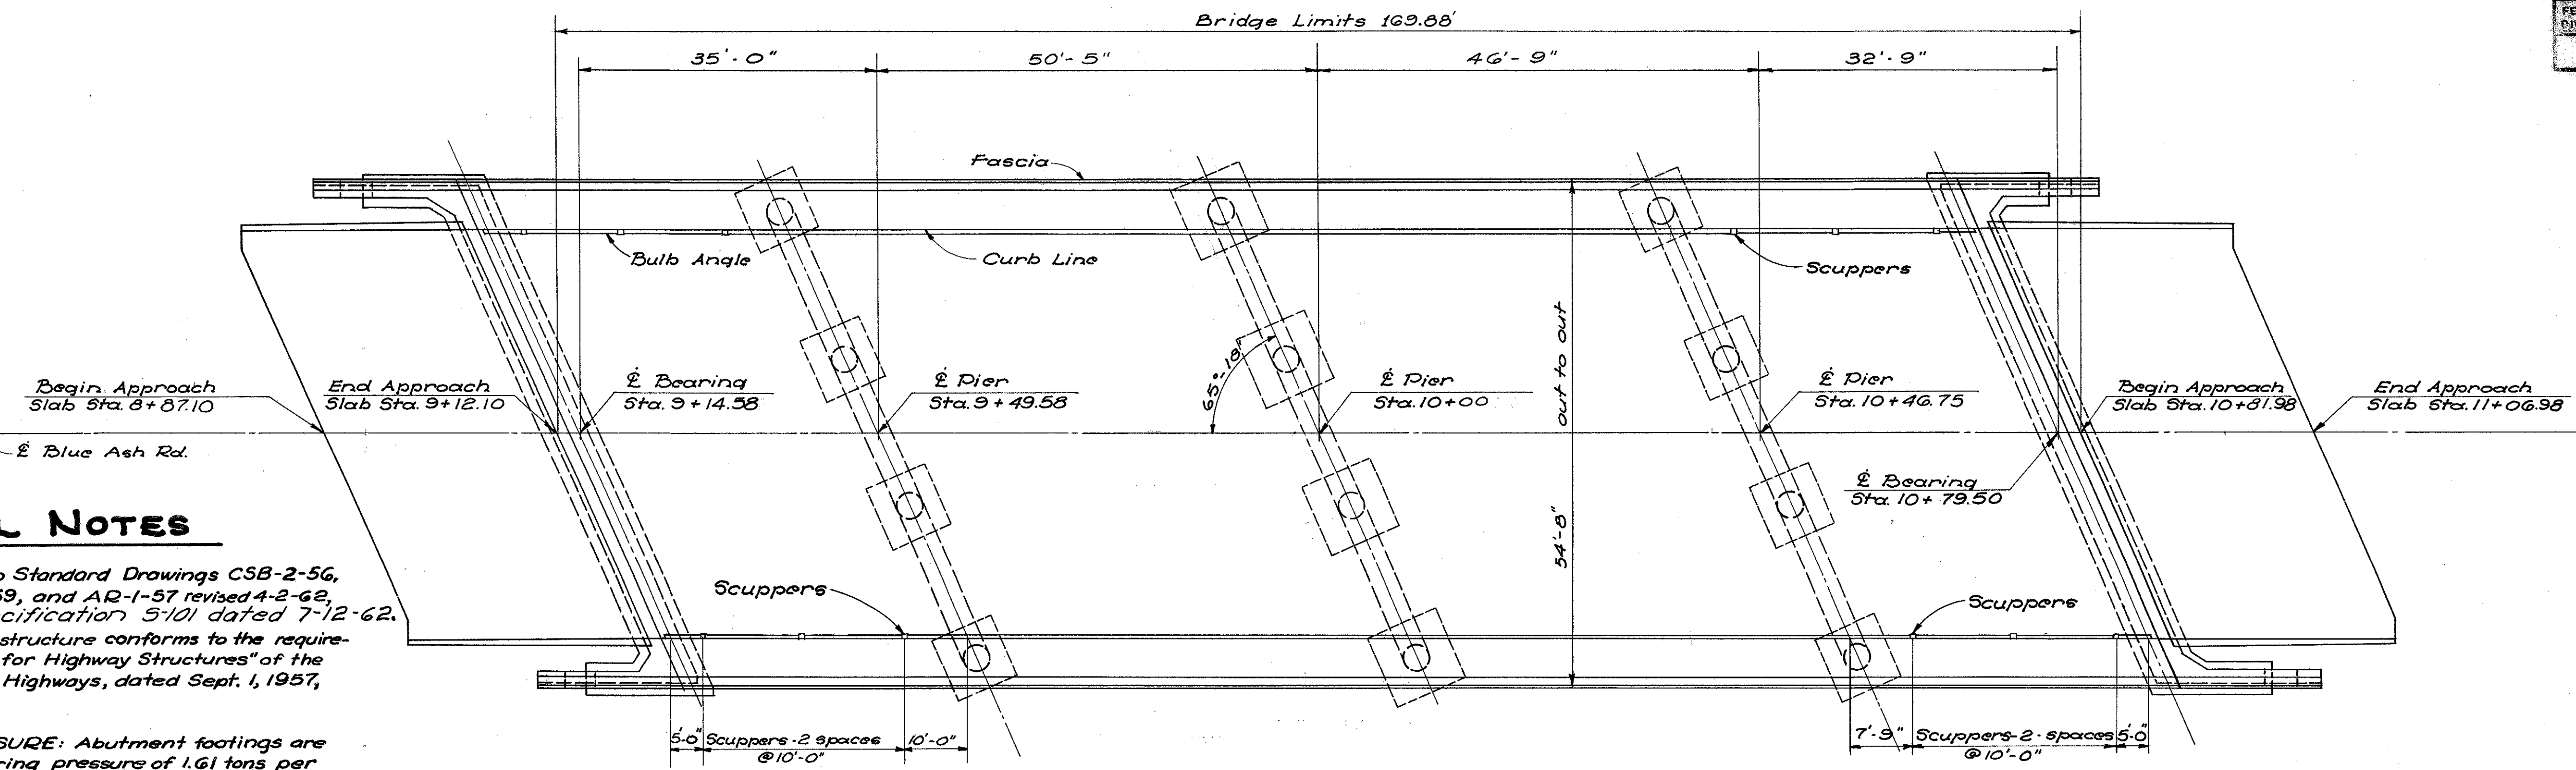 FE
DI
Bridge Limits 169.88'
35'-0"
50'-5"
46'-9"
32'-9"
Fascia
Bulb Angle
Curb Line
Scuppers
out to out
54'-8"
65°-18'
Begin Approach
Slab Sta. 8+87.10
End Approach
Slab Sta. 9+12.10
℄ Bearing
Sta. 9+14.58
℄ Pier
Sta. 9+49.58
℄ Pier
Sta. 10+00
℄ Pier
Sta. 10+46.75
Begin Approach
Slab Sta. 10+81.98
End Approach
Slab Sta. 11+06.98
℄ Blue Ash Rd.
℄ Bearing
Sta. 10+79.50
L NOTES
o Standard Drawings CSB-2-56,
59, and AR-1-57 revised 4-2-62,
cification S-101 dated 7-12-62.
structure conforms to the require-
for Highway Structures" of the
Highways, dated Sept. 1, 1957,
SURE: Abutment footings are
ring pressure of 1.61 tons per
Scuppers
Scuppers
5'-0"
Scuppers-2 spaces
@10'-0"
10'-0"
7'-9"
Scuppers-2-spaces
@10'-0"
5'-0"